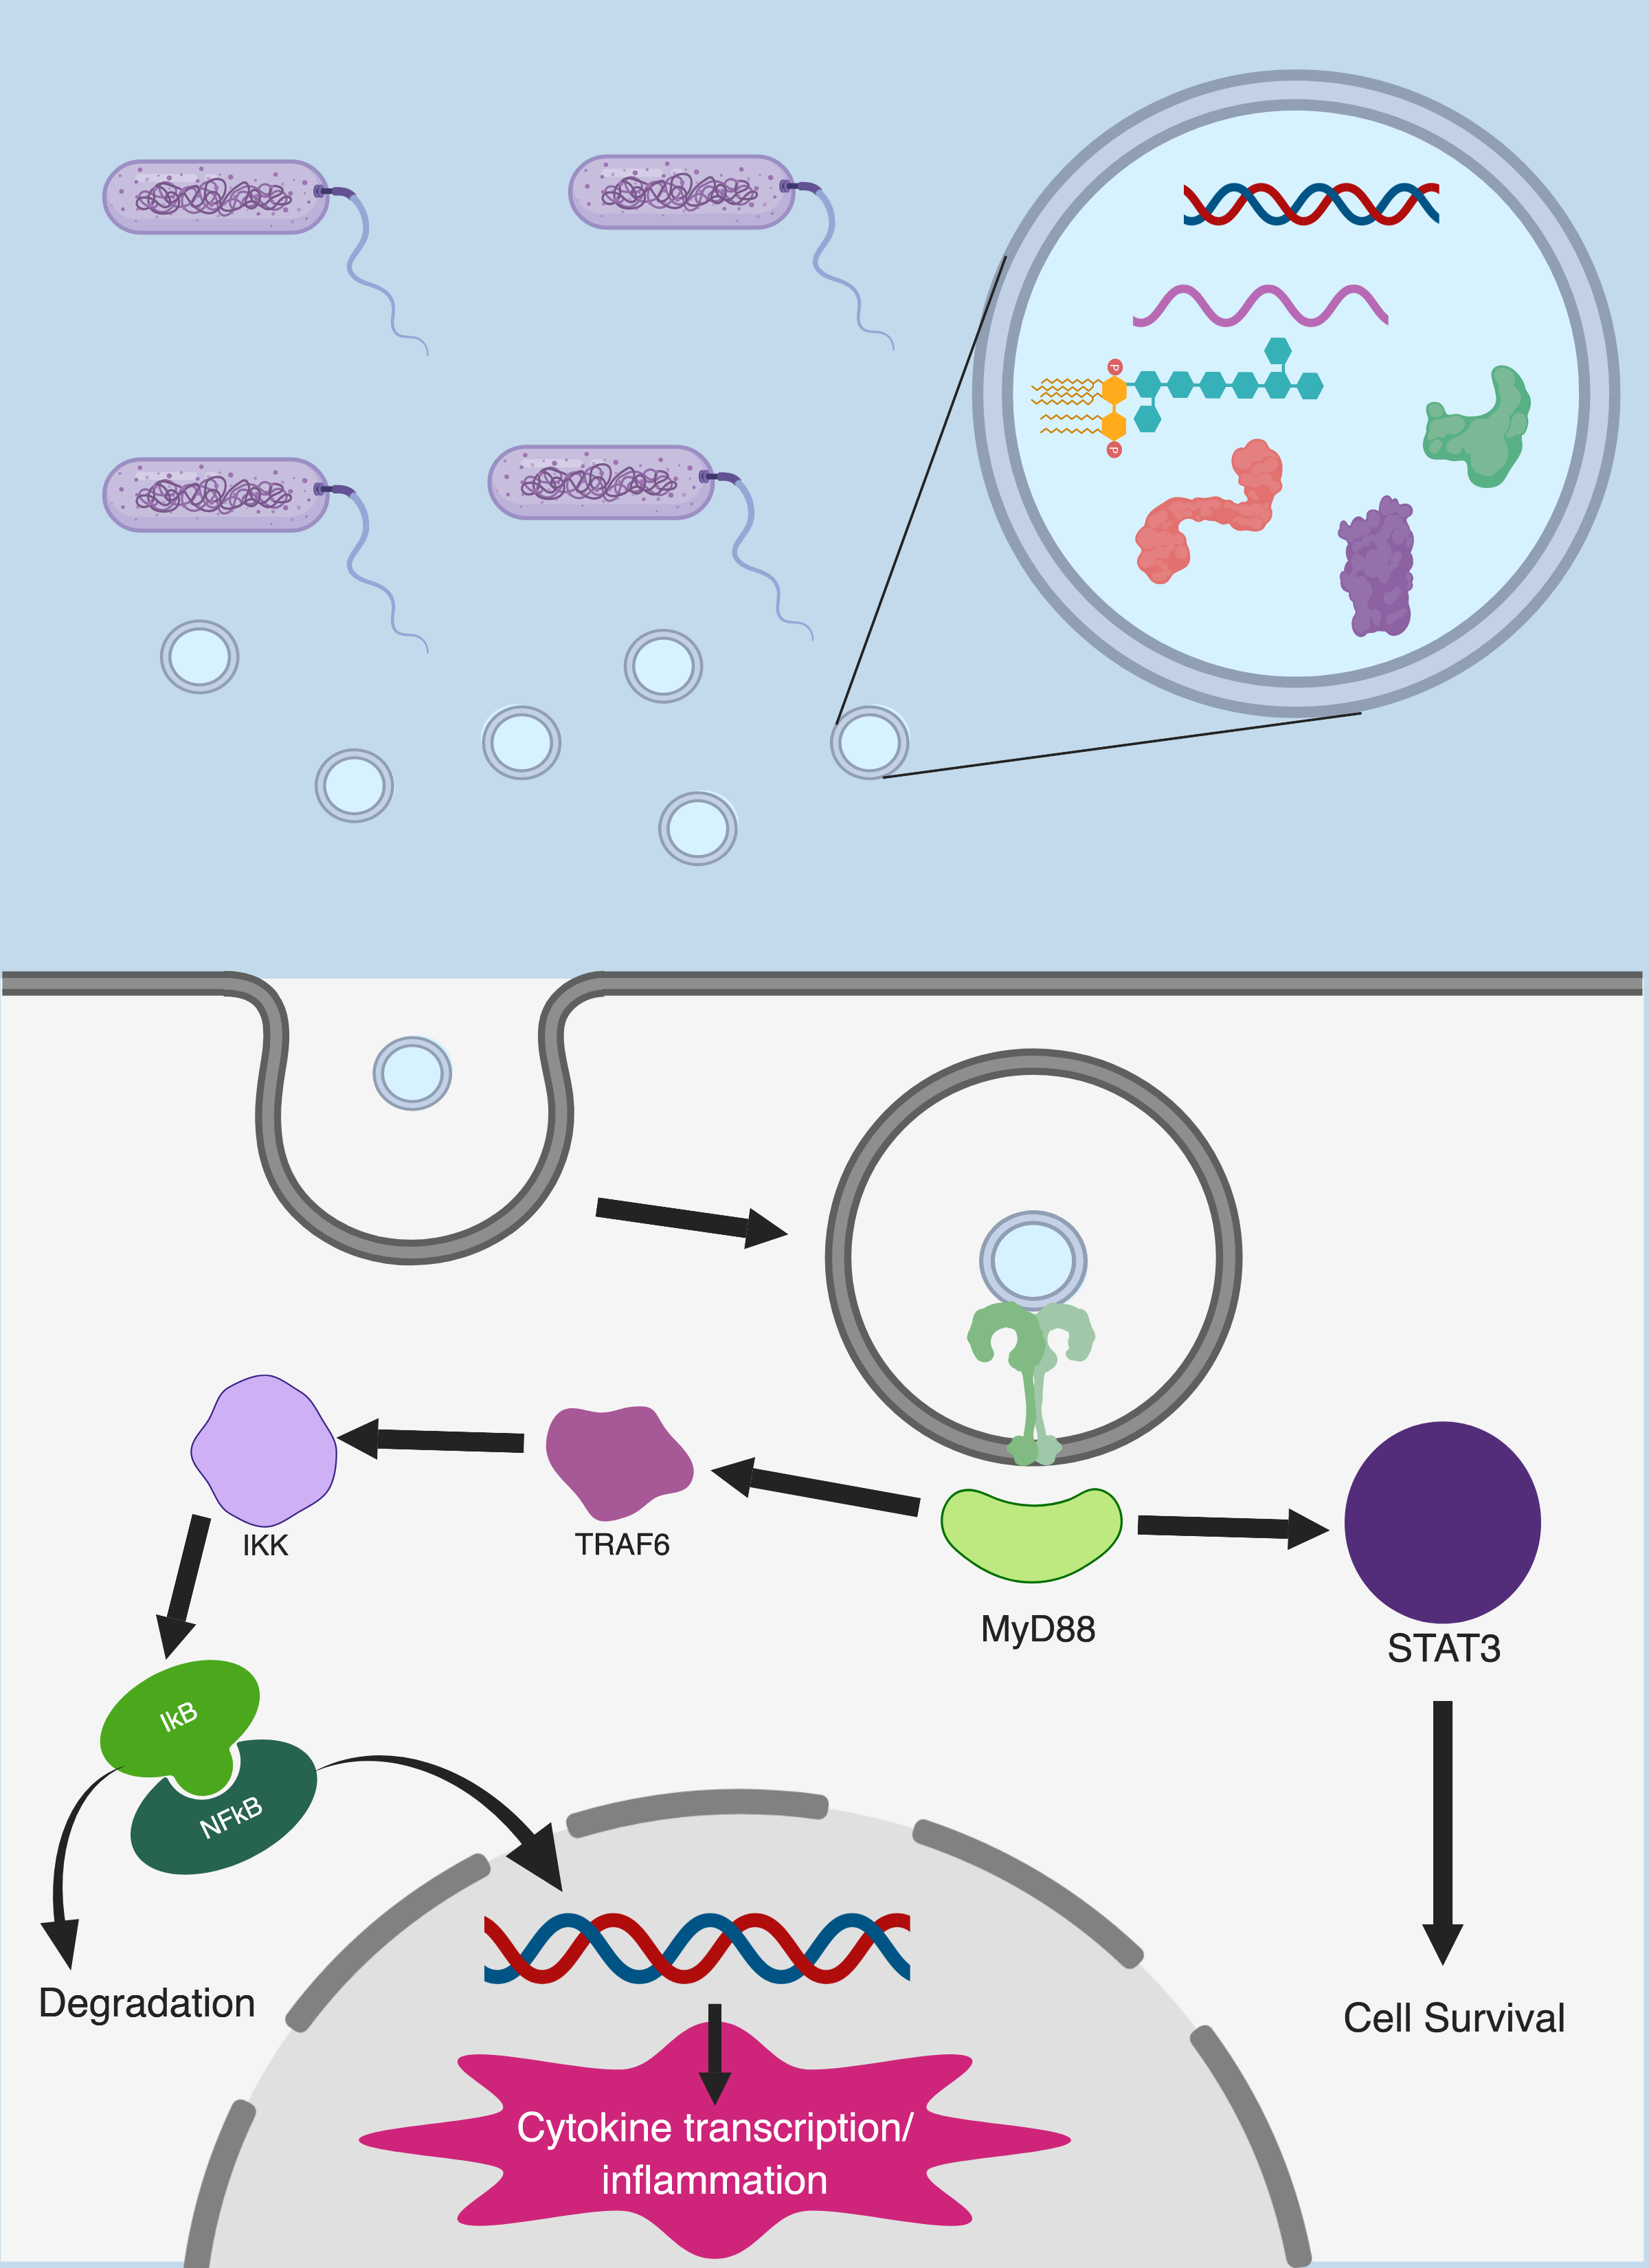 P
P
IKK
TRAF6
MyD88
STAT3
IkB
NFkB
Degradation
Cell Survival
Cytokine transcription/
inflammation